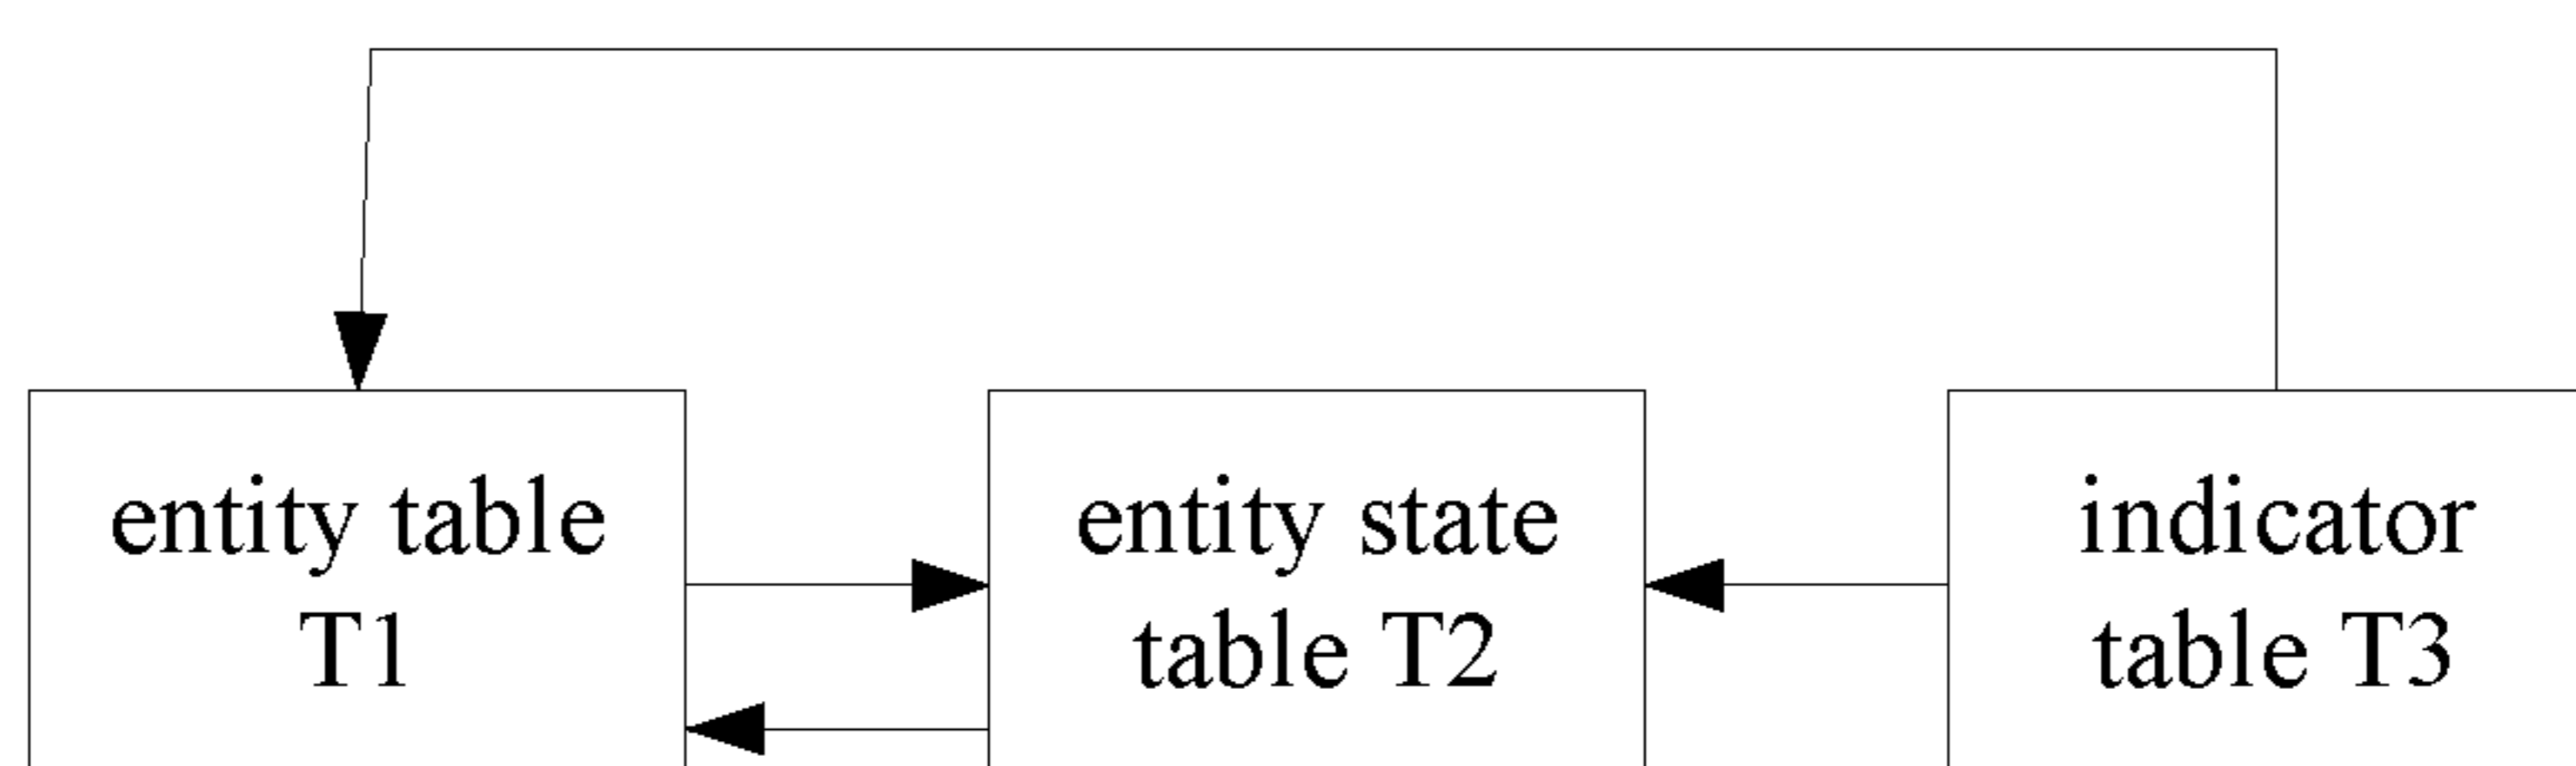 entity table
T1
entity state
table T2
indicator
table T3